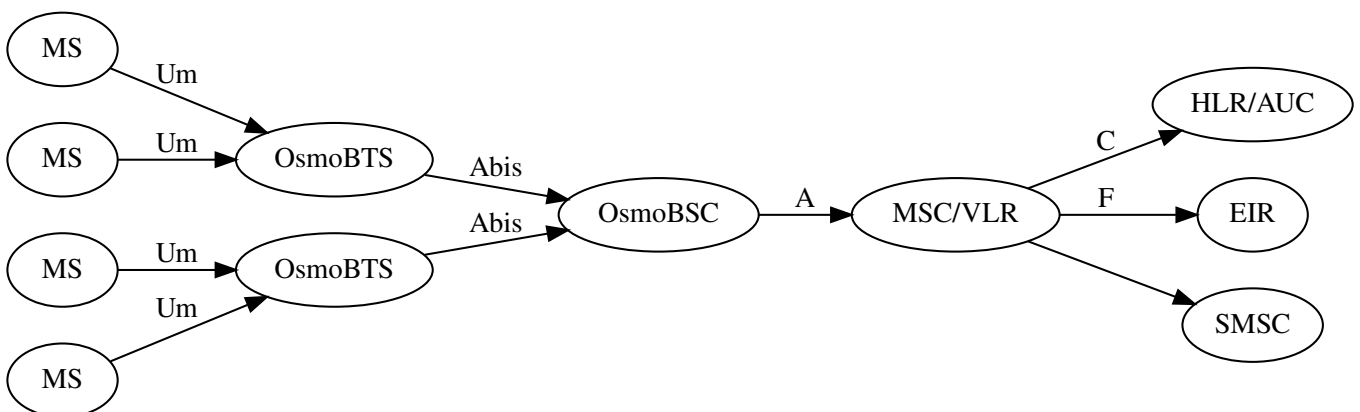 MS
Um
MS
Um
OsmoBTS
Abis
MS
Um
OsmoBTS
Abis
MS
Um
OsmoBSC
A
MSC/VLR
C
HLR/AUC
F
EIR
SMSC